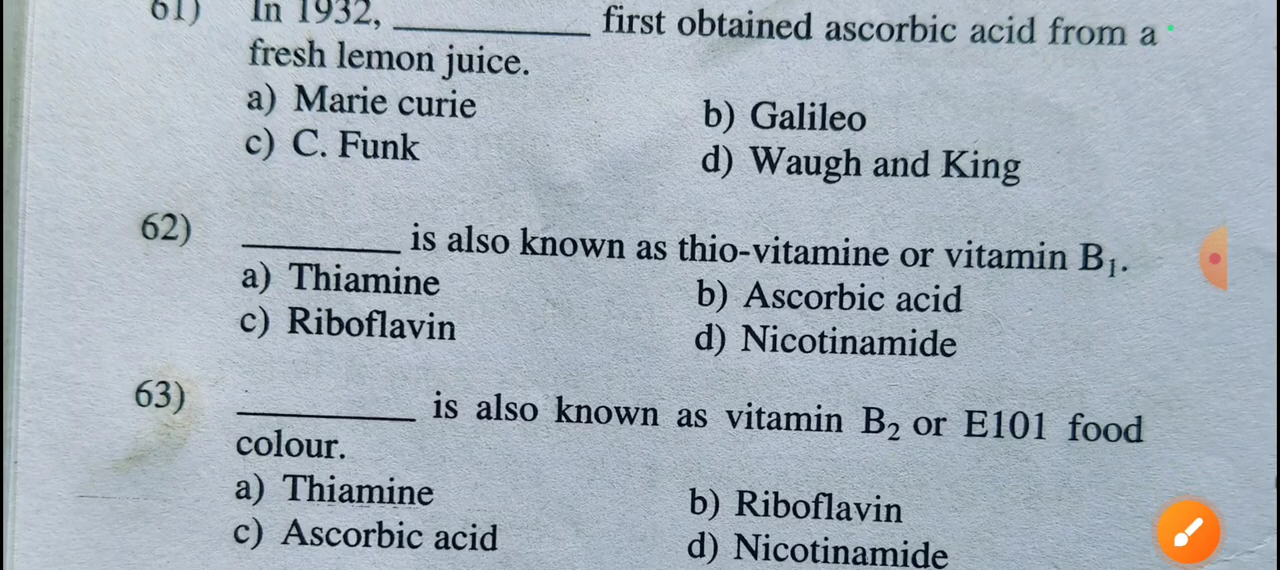 61) In 1932, __________ first obtained ascorbic acid from a
fresh lemon juice.
a) Marie curie b) Galileo
c) C. Funk d) Waugh and King
62) ________ is also known as thio-vitamine or vitamin B₁.
a) Thiamine b) Ascorbic acid
c) Riboflavin d) Nicotinamide
63) _________ is also known as vitamin B₂ or E101 food
colour.
a) Thiamine b) Riboflavin
c) Ascorbic acid d) Nicotinamide